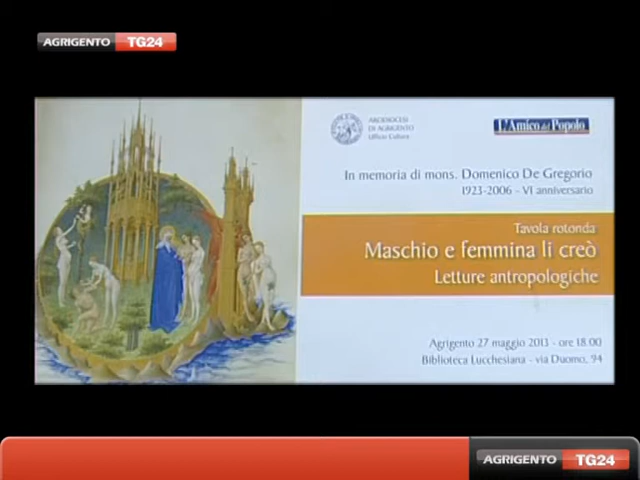 AGRIGENTO TG24
ARCIDIOCESI
DI AGRIGENTO
Ufficio Cultura
L'Amico del Popolo
In memoria di mons. Domenico De Gregorio
1923-2006 - VI anniversario
Tavola rotonda
Maschio e femmina li creò
Letture antropologiche
Agrigento 27 maggio 2013 - ore 18.00
Biblioteca Lucchesiana - via Duomo, 94
AGRIGENTO TG24